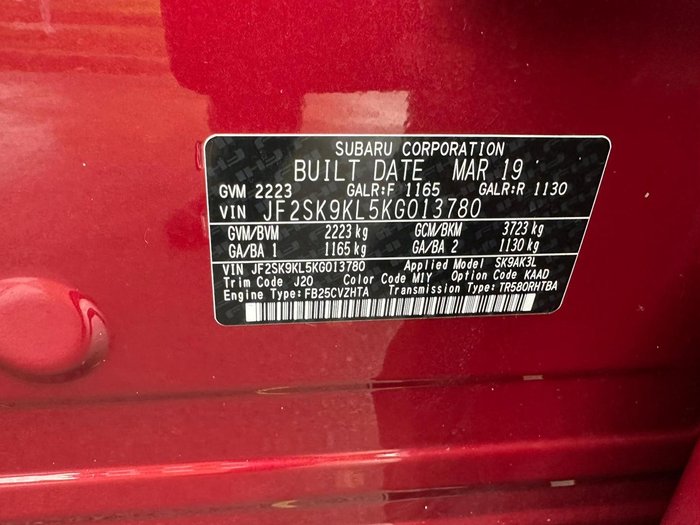 SUBARU CORPORATION
BUILT DATE MAR 19
GVM 2223 GALR:F 1165 GALR:R 1130
VIN JF2SK9KL5KG013780
GVM/BVM 2223 kg GCM/BKM 3723 kg
GA/BA 1 1165 kg GA/BA 2 1130 kg
VIN JF2SK9KL5KG013780 Applied Model SK9AK3L
Trim Code J20 Color Code M1Y Option Code KAAD
Engine Type:FB25CVZHTA Transmission Type:TR580RHTBA